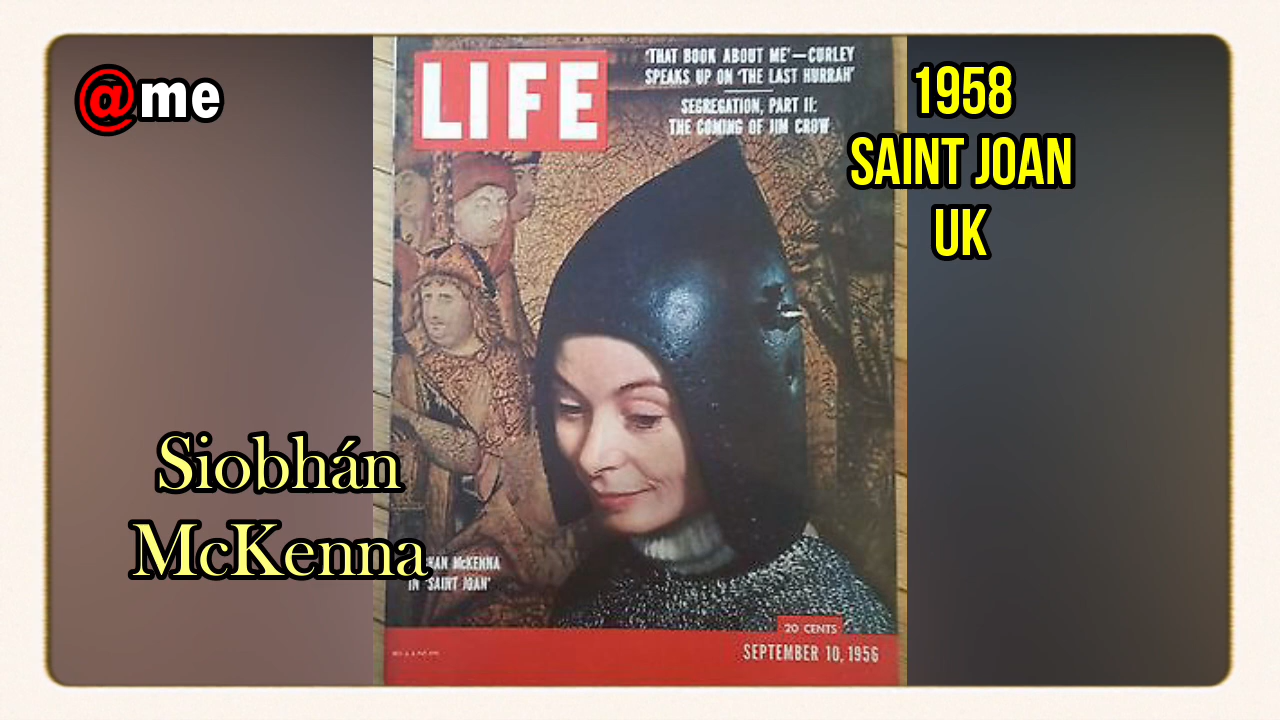 @me
1958
SAINT JOAN
UK
LIFE
'THAT BOOK ABOUT ME'—CURLEY
SPEAKS UP ON 'THE LAST HURRAH'
SEGREGATION, PART II:
THE COMING OF JIM CROW
Siobhán
McKenna
McKENNA
IN 'SAINT JOAN'
20 CENTS
SEPTEMBER 10, 1956